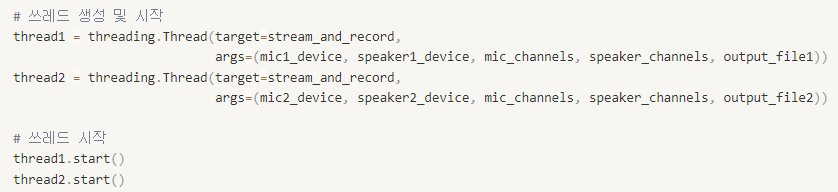 # 쓰레드 생성 및 시작
thread1 = threading.Thread(target=stream_and_record,
                           args=(mic1_device, speaker1_device, mic_channels, speaker_channels, output_file1))
thread2 = threading.Thread(target=stream_and_record,
                           args=(mic2_device, speaker2_device, mic_channels, speaker_channels, output_file2))

# 쓰레드 시작
thread1.start()
thread2.start()